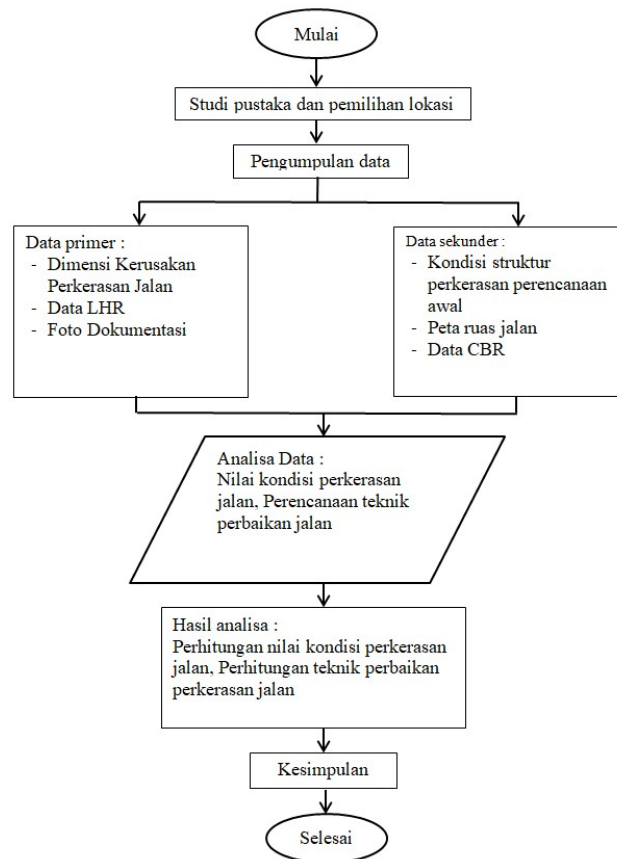 Mulai
Studi pustaka dan pemilihan lokasi
Pengumpulan data
Data primer :
- Dimensi Kerusakan
Perkerasan Jalan
- Data LHR
- Foto Dokumentasi
Data sekunder :
- Kondisi struktur
perkerasan perencanaan
awal
- Peta ruas jalan
- Data CBR
Analisa Data :
Nilai kondisi perkerasan
jalan, Perencanaan teknik
perbaikan jalan
Hasil analisa :
Perhitungan nilai kondisi perkerasan
jalan, Perhitungan teknik perbaikan
perkerasan jalan
Kesimpulan
Selesai